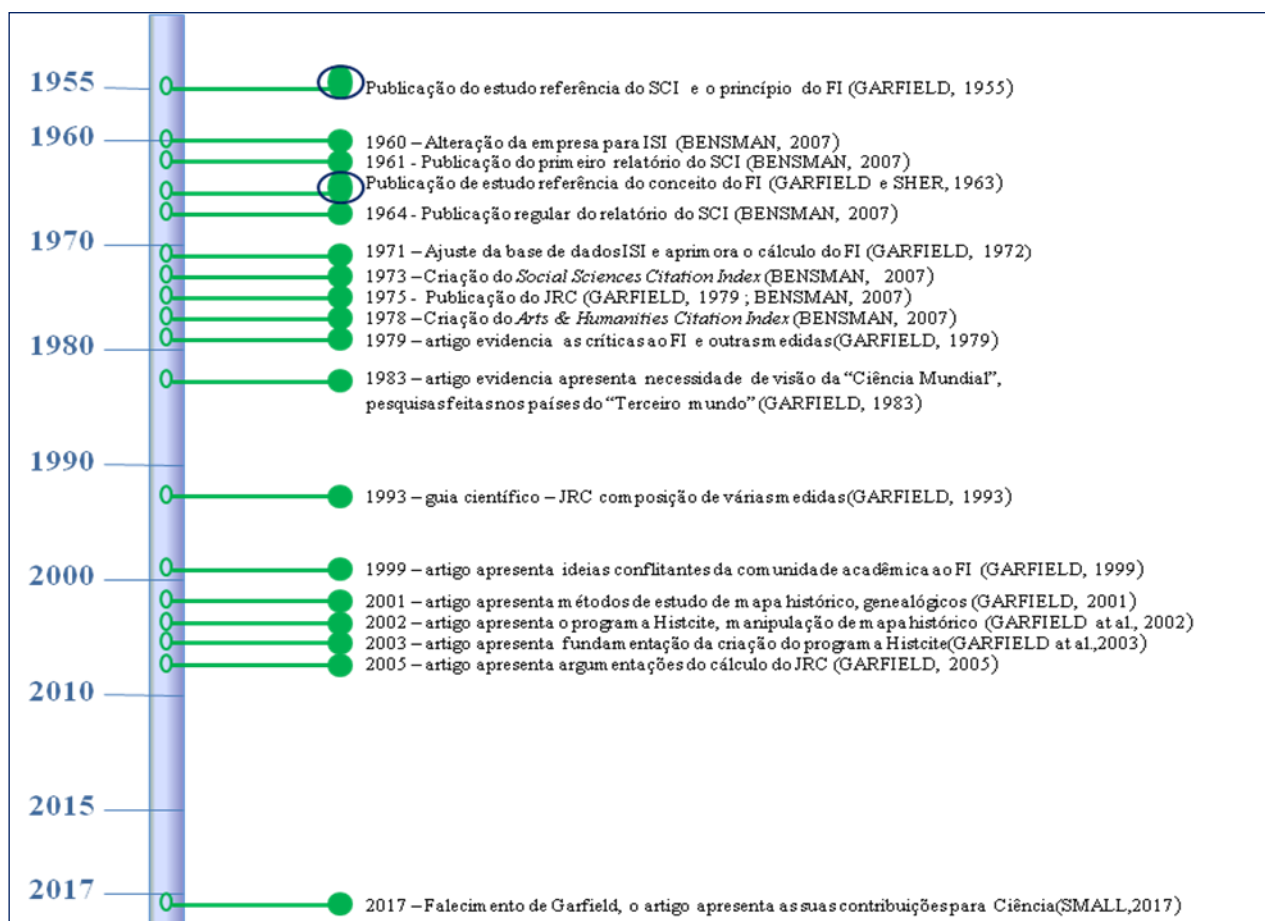 1955
Publicação do estudo referência do SCI e o princípio do FI (GARFIELD, 1955)
1960
1960 – Alteração da empresa para ISI (BENSMAN, 2007)
1961 - Publicação do primeiro relatório do SCI (BENSMAN, 2007)
Publicação de estudo referência do conceito do FI (GARFIELD e SHER, 1963)
1964 - Publicação regular do relatório do SCI (BENSMAN, 2007)
1970
1971 – Ajuste da base de dados ISI e aprimora o cálculo do FI (GARFIELD, 1972)
1973 – Criação do Social Sciences Citation Index (BENSMAN, 2007)
1975 - Publicação do JRC (GARFIELD, 1979 ; BENSMAN, 2007)
1978 – Criação do Arts & Humanities Citation Index (BENSMAN, 2007)
1979 – artigo evidencia as críticas ao FI e outras medidas (GARFIELD, 1979)
1980
1983 – artigo evidencia apresenta necessidade de visão da “Ciência Mundial”,
pesquisas feitas nos países do “Terceiro mundo” (GARFIELD, 1983)
1990
1993 – guia científico – JRC composição de várias medidas (GARFIELD, 1993)
1999 – artigo apresenta ideias conflitantes da comunidade acadêmica ao FI (GARFIELD, 1999)
2000
2001 – artigo apresenta métodos de estudo de mapa histórico, genealógicos (GARFIELD, 2001)
2002 – artigo apresenta o programa Histcite, manipulação de mapa histórico (GARFIELD at al., 2002)
2003 – artigo apresenta fundamentação da criação do programa Histcite (GARFIELD at al.,2003)
2005 – artigo apresenta argumentações do cálculo do JRC (GARFIELD, 2005)
2010
2015
2017
2017 – Falecimento de Garfield, o artigo apresenta as suas contribuições para Ciência (SMALL,2017)